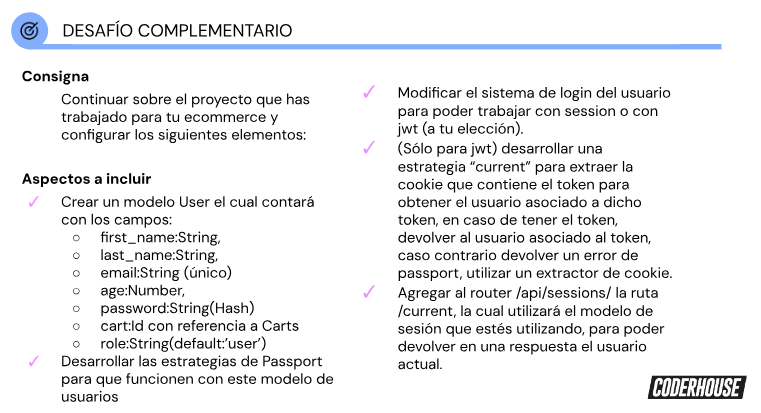 DESAFÍO COMPLEMENTARIO
Consigna
Continuar sobre el proyecto que has
trabajado para tu ecommerce y
configurar los siguientes elementos:
Aspectos a incluir
✓ Crear un modelo User el cual contará
con los campos:
○ first_name:String,
○ last_name:String,
○ email:String (único)
○ age:Number,
○ password:String(Hash)
○ cart:Id con referencia a Carts
○ role:String(default:’user’)
✓ Desarrollar las estrategias de Passport
para que funcionen con este modelo de
usuarios
✓ Modificar el sistema de login del usuario
para poder trabajar con session o con
jwt (a tu elección).
✓ (Sólo para jwt) desarrollar una
estrategia “current” para extraer la
cookie que contiene el token para
obtener el usuario asociado a dicho
token, en caso de tener el token,
devolver al usuario asociado al token,
caso contrario devolver un error de
passport, utilizar un extractor de cookie.
✓ Agregar al router /api/sessions/ la ruta
/current, la cual utilizará el modelo de
sesión que estés utilizando, para poder
devolver en una respuesta el usuario
actual.
CODERHOUSE